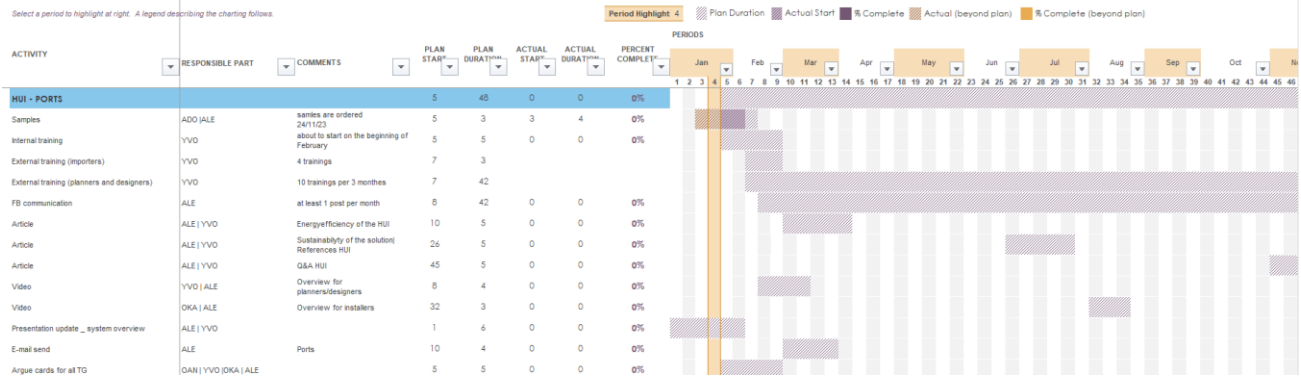 Select a period to highlight at right. A legend describing the charting follows.
Period Highlight 4 Plan Duration Actual Start % Complete Actual (beyond plan) % Complete (beyond plan)
PERIODS
ACTIVITY RESPONSIBLE PART COMMENTS PLAN START PLAN DURATION ACTUAL START ACTUAL DURATION PERCENT COMPLETE
Jan Feb Mar Apr May Jun Jul Aug Sep Oct
1 2 3 4 5 6 7 8 9 10 11 12 13 14 15 16 17 18 19 20 21 22 23 24 25 26 27 28 29 30 31 32 33 34 35 36 37 38 39 40 41 42 43 44 45 46
HUI - PORTS 5 48 0 0 0%
Samples ADO |ALE samles are ordered 24/11/23 5 3 3 4 0%
Internal training YVO about to start on the beginning of February 5 5 0 0 0%
External training (importers) YVO 4 trainings 7 3
External training (planners and designers) YVO 10 trainings per 3 monthes 7 42
FB communication ALE at least 1 post per month 8 42 0 0 0%
Article ALE | YVO Energyefficiency of the HUI 10 5 0 0 0%
Article ALE | YVO Sustainabilyty of the solution| References HUI 26 5 0 0 0%
Article ALE | YVO Q&A HUI 45 5 0 0 0%
Video YVO | ALE Overview for planners/designers 8 4 0 0 0%
Video OKA | ALE Overview for installers 32 3 0 0 0%
Presentation update _ system overview ALE | YVO 1 6 0 0 0%
E-mail send ALE Ports 10 4 0 0 0%
Argue cards for all TG OAN | YVO |OKA | ALE 5 5 0 0 0%